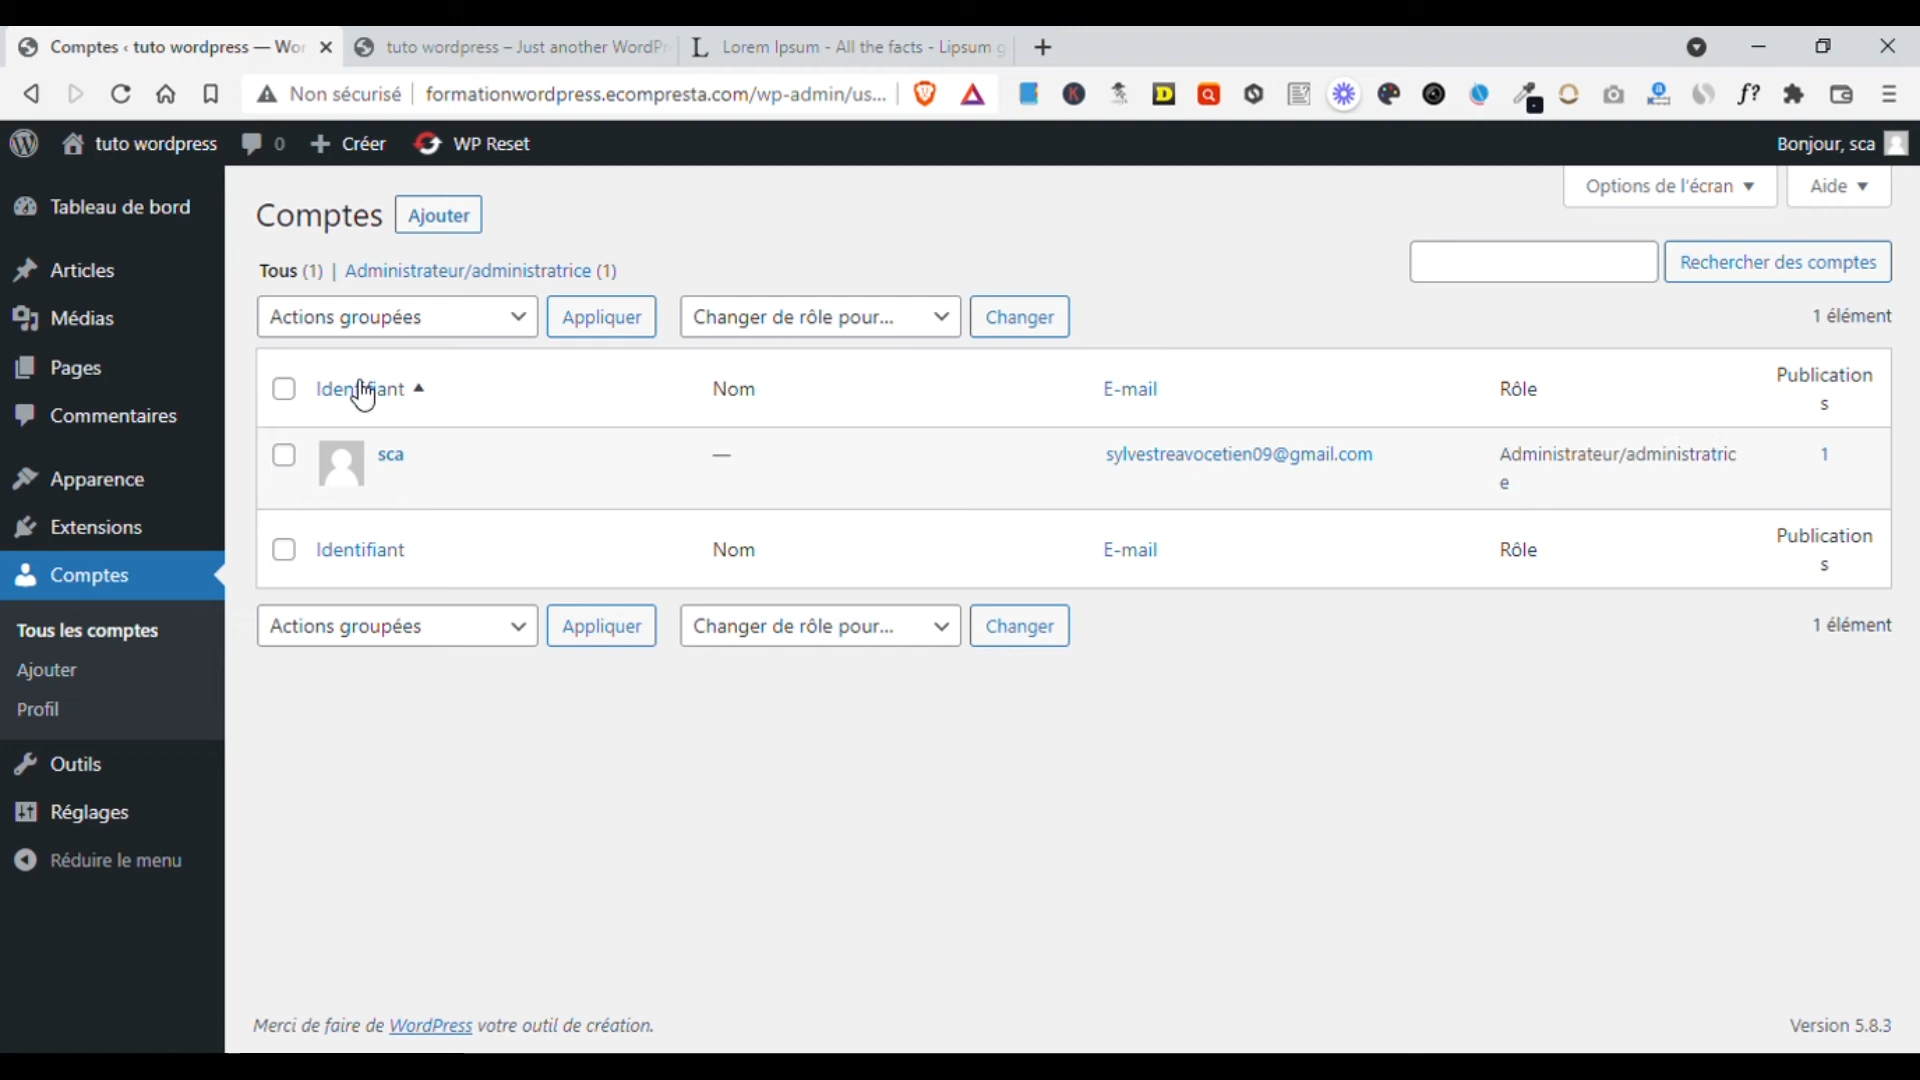 Comptes ‹ tuto wordpress — Wor
tuto wordpress – Just another WordPr
Lorem Ipsum - All the facts - Lipsum g
Non sécurisé
formationwordpress.ecompresta.com/wp-admin/us...
tuto wordpress
0
Créer
WP Reset
Bonjour, sca
Tableau de bord
Articles
Médias
Pages
Commentaires
Apparence
Extensions
Comptes
Tous les comptes
Ajouter
Profil
Outils
Réglages
Réduire le menu
Options de l'écran
Aide
Comptes
Ajouter
Tous (1) | Administrateur/administratrice (1)
Rechercher des comptes
Actions groupées
Appliquer
Changer de rôle pour...
Changer
1 élément
Identifiant Nom E-mail Rôle Publication
s
sca — sylvestreavocetien09@gmail.com Administrateur/administratric 1
e
Identifiant Nom E-mail Rôle Publication
s
Actions groupées
Appliquer
Changer de rôle pour...
Changer
1 élément
Merci de faire de WordPress votre outil de création.
Version 5.8.3